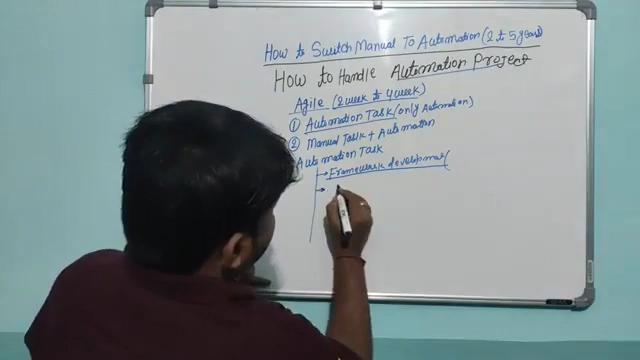 How to Switch Manual To Automation (2 to 5 year)
How to Handle Automation Project
Agile (2 week to 4 week)
① Automation Task (only Automation)
② Manual Task + Automation
Automation Task
→ Framework development
→